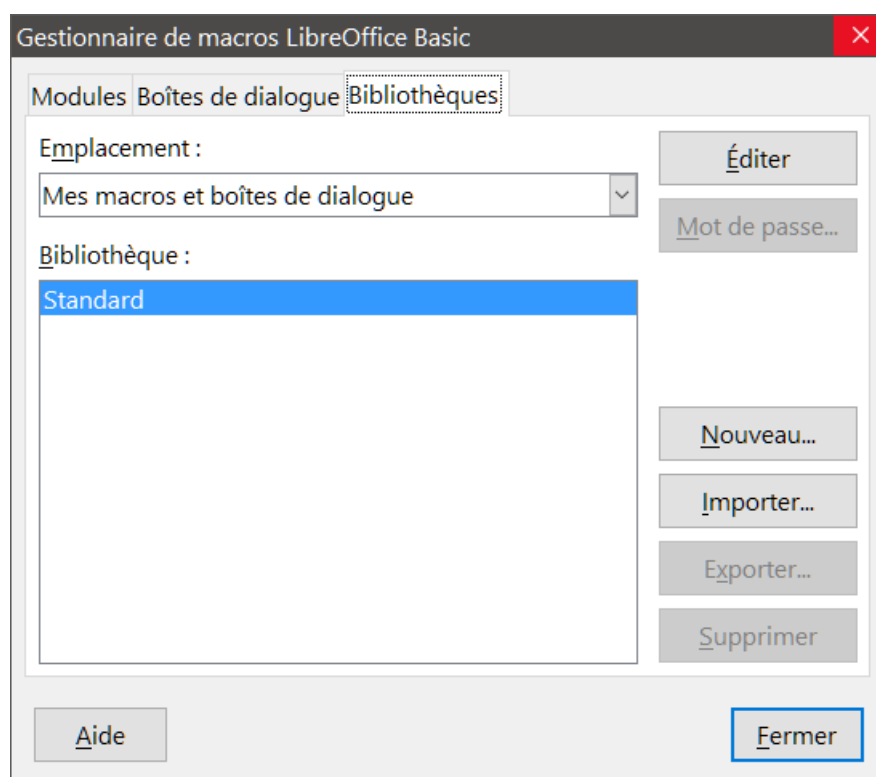 Gestionnaire de macros LibreOffice Basic
Modules Boîtes de dialogue Bibliothèques
Emplacement :
Mes macros et boîtes de dialogue
Éditer
Mot de passe...
Bibliothèque :
Standard
Nouveau...
Importer...
Exporter...
Supprimer
Aide
Fermer